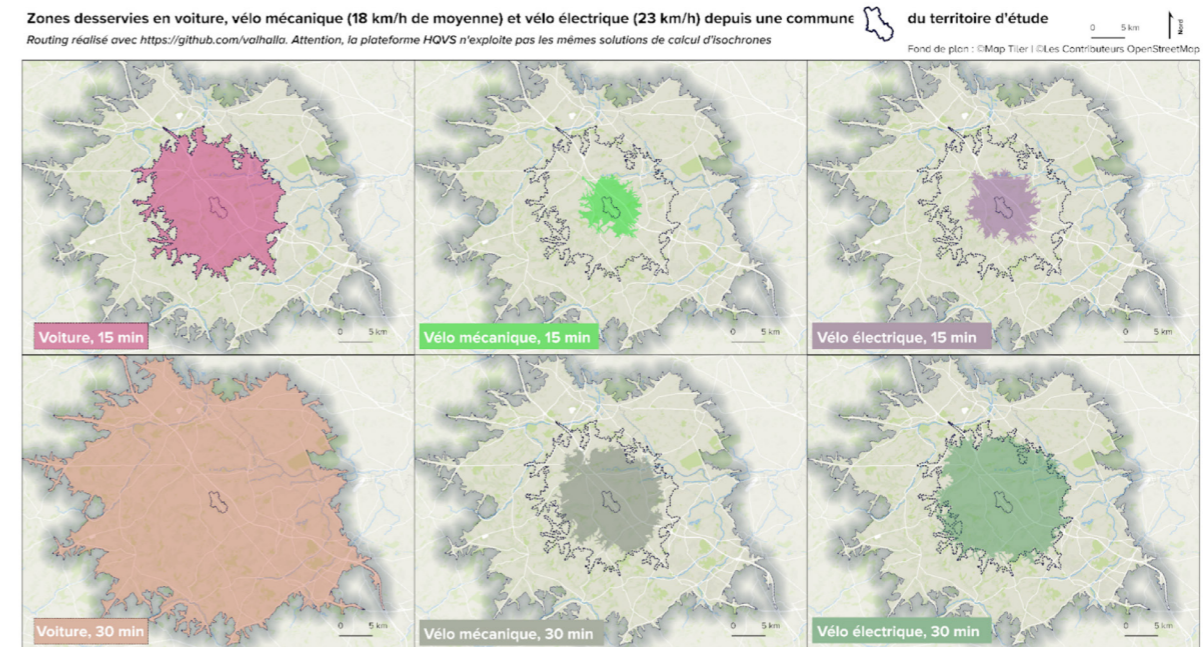 Zones desservies en voiture, vélo mécanique (18 km/h de moyenne) et vélo électrique (23 km/h) depuis une commune du territoire d'étude
Routing réalisé avec https://github.com/valhalla. Attention, la plateforme HQVS n'exploite pas les mêmes solutions de calcul d'isochrones
0 5 km
Nord
Fond de plan : ©Map Tiler I ©Les Contributeurs OpenStreetMap
Voiture, 15 min
0 5 km
Vélo mécanique, 15 min
0 5 km
Vélo électrique, 15 min
0 5 km
Voiture, 30 min
0 5 km
Vélo mécanique, 30 min
0 5 km
Vélo électrique, 30 min
0 5 km